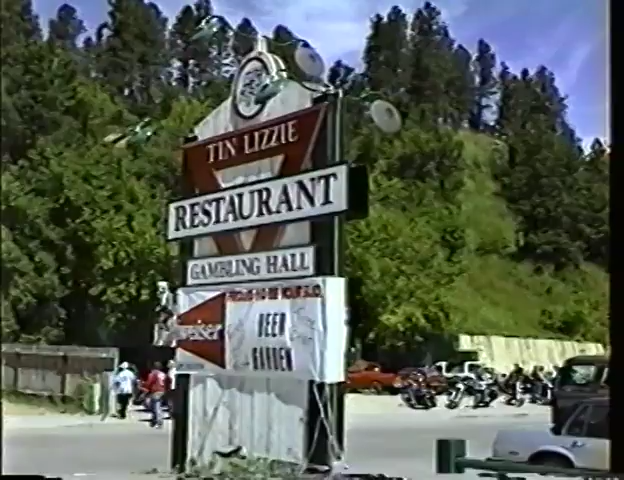 TIN LIZZIE
RESTAURANT
GAMBLING HALL
BEER
GARDEN